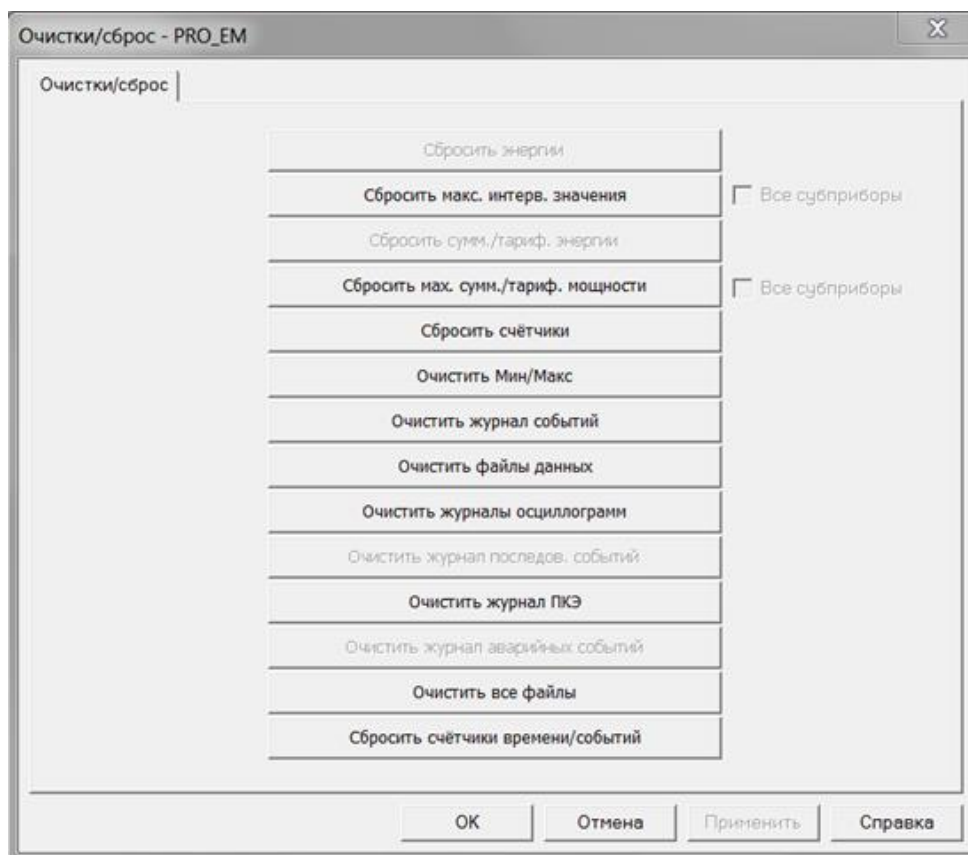 Очистки/сброс - PRO_EM
Очистки/сброс
Сбросить энергии
Сбросить макс. интерв. значения
Все субприборы
Сбросить сумм./тариф. энергии
Сбросить мах. сумм./тариф. мощности
Все субприборы
Сбросить счётчики
Очистить Мин/Макс
Очистить журнал событий
Очистить файлы данных
Очистить журналы осциллограмм
Очистить журнал последов. событий
Очистить журнал ПКЭ
Очистить журнал аварийных событий
Очистить все файлы
Сбросить счётчики времени/событий
OK
Отмена
Применить
Справка